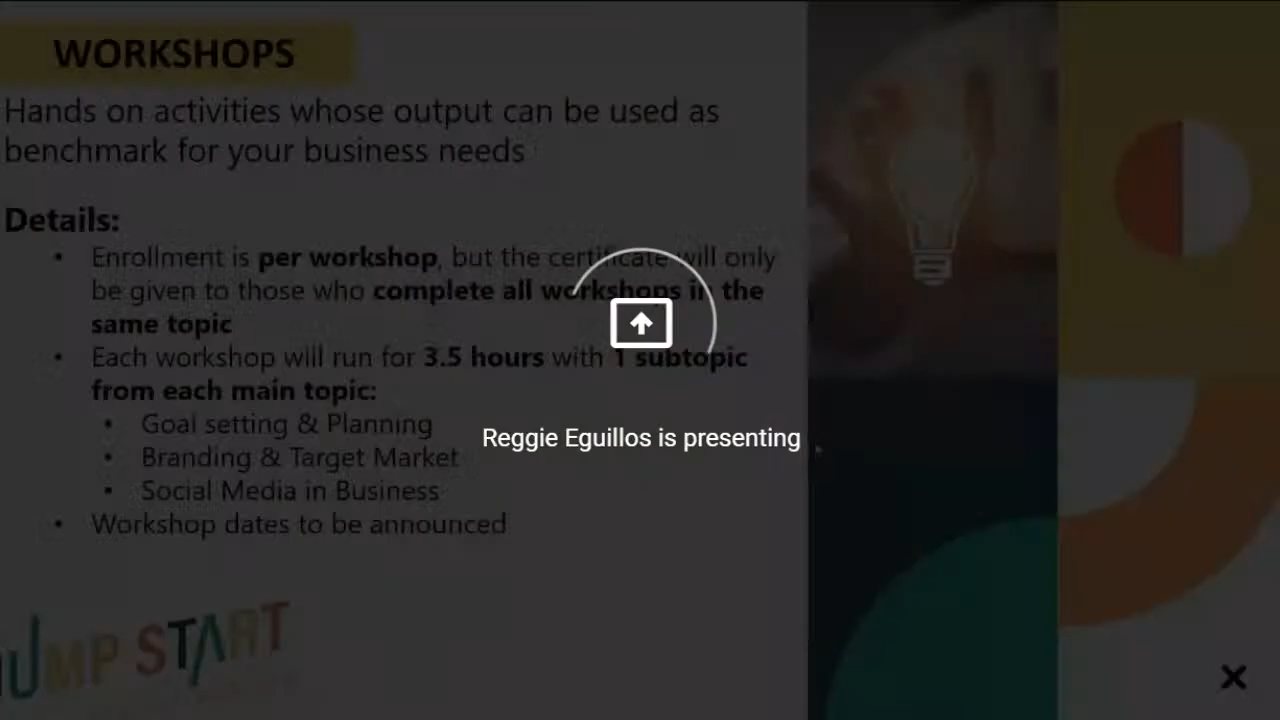 WORKSHOPS
Hands on activities whose output can be used as
benchmark for your business needs
Details:
• Enrollment is per workshop, but the certificate will only
be given to those who complete all workshops in the
same topic
• Each workshop will run for 3.5 hours with 1 subtopic
from each main topic:
• Goal setting & Planning
• Branding & Target Market
• Social Media in Business
• Workshop dates to be announced
Reggie Eguillos is presenting
JUMP START